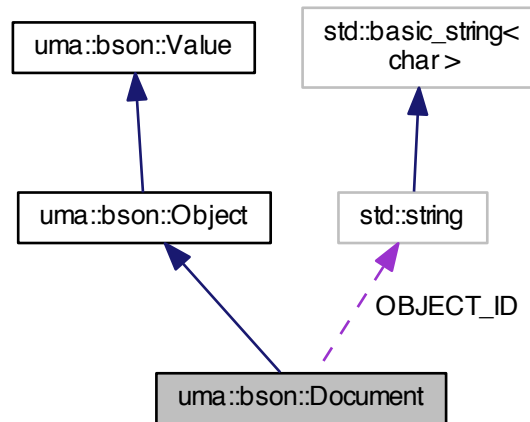 uma::bson::Value
std::basic_string<
char >
uma::bson::Object
std::string
OBJECT_ID
uma::bson::Document